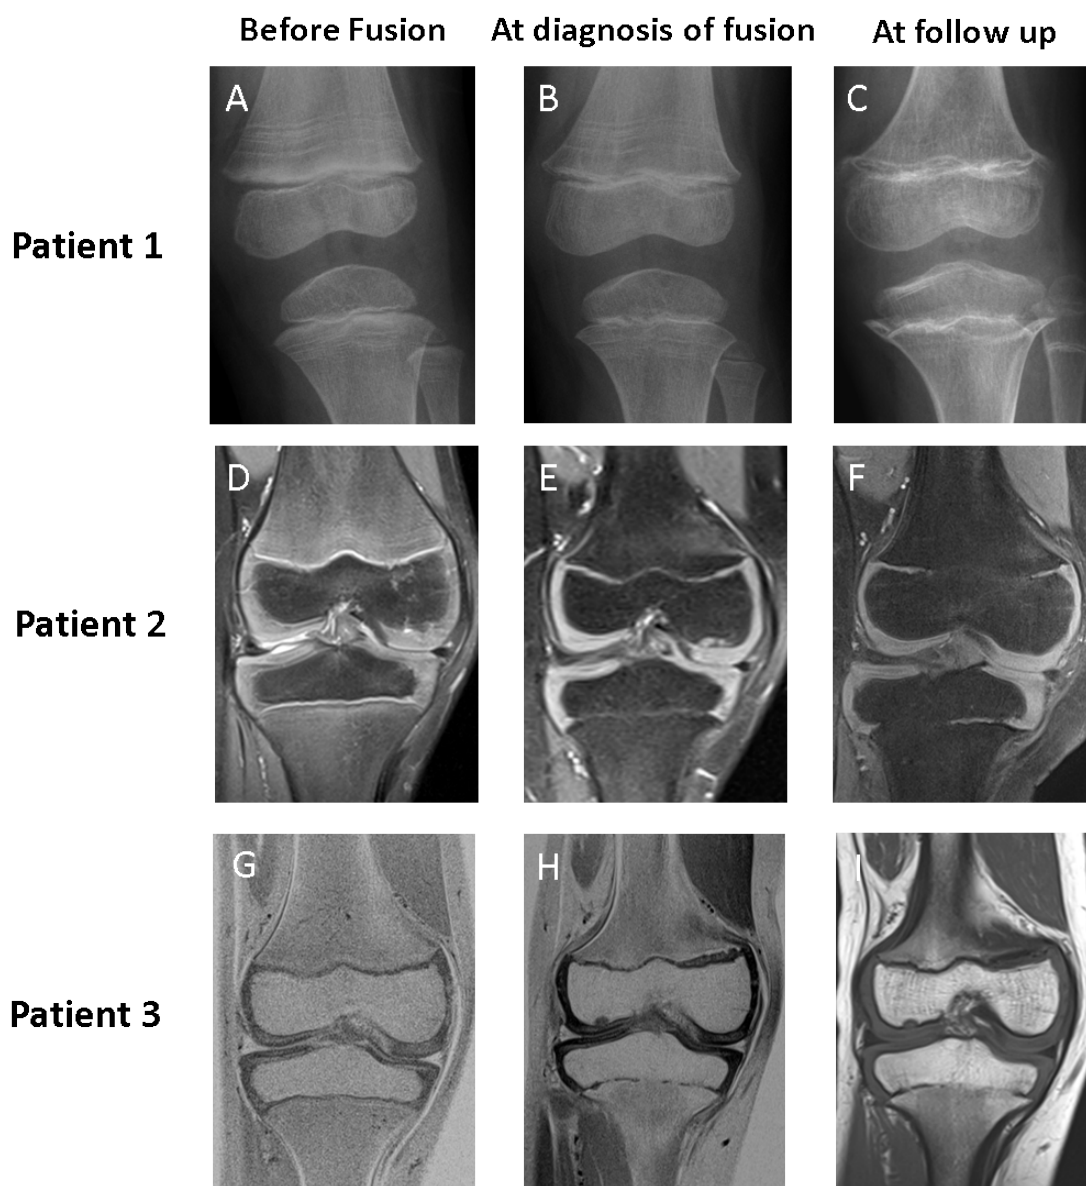 Before Fusion At diagnosis of fusion At follow up
A B C
Patient 1
D E F
Patient 2
G H I
Patient 3